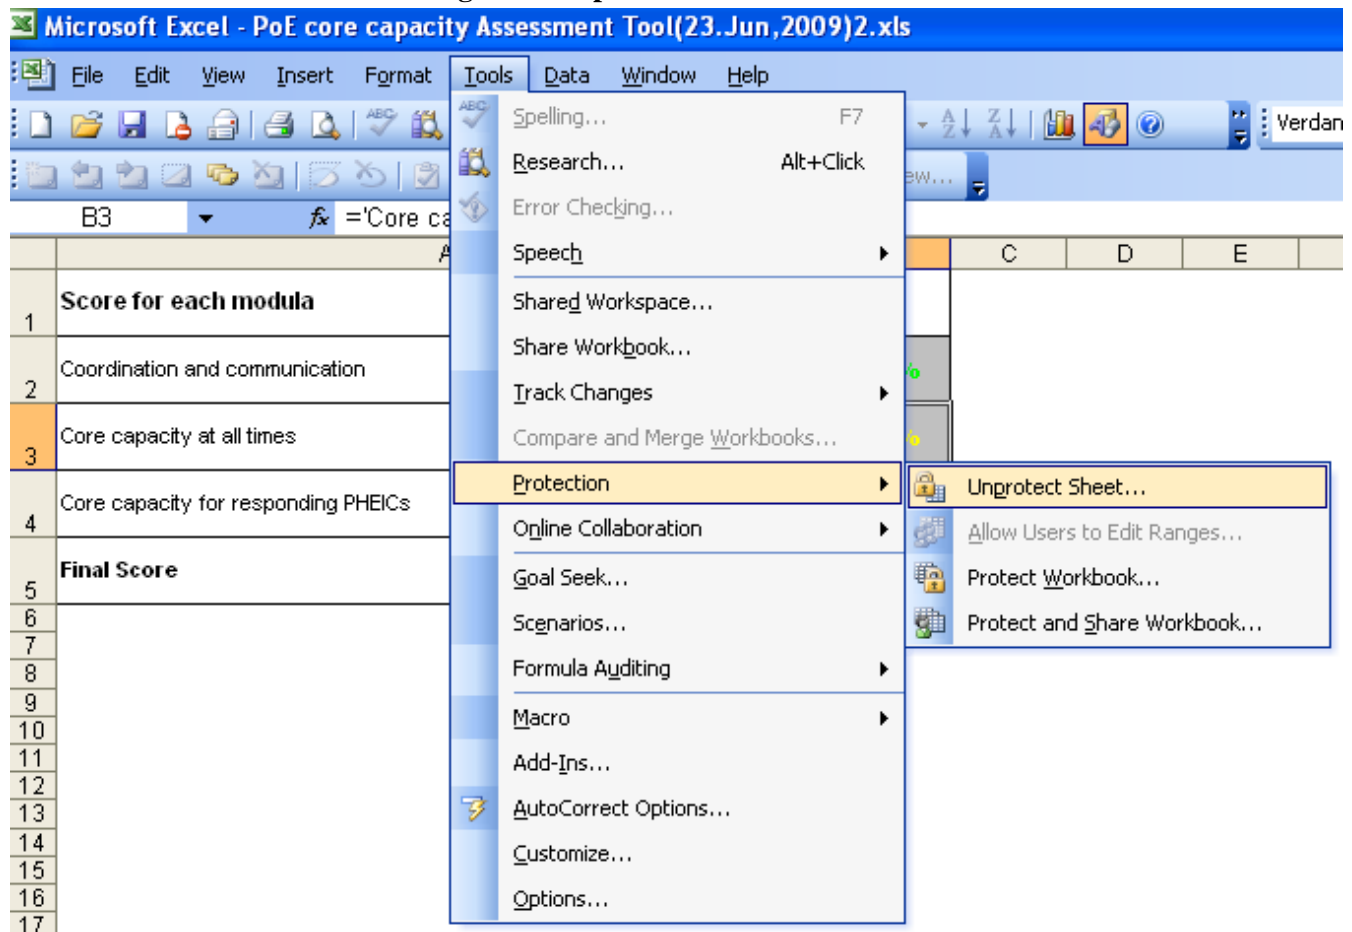 Microsoft Excel - PoE core capacity Assessment Tool(23.Jun,2009)2.xls
File Edit View Insert Format Tools Data Window Help
Verdan
ew...
B3 fx ='Core ca
A C D E
1 Score for each modula
2 Coordination and communication %
3 Core capacity at all times %
4 Core capacity for responding PHEICs
5 Final Score
6
7
8
9
10
11
12
13
14
15
16
17
Spelling... F7
Research... Alt+Click
Error Checking...
Speech
Shared Workspace...
Share Workbook...
Track Changes
Compare and Merge Workbooks...
Protection
Online Collaboration
Goal Seek...
Scenarios...
Formula Auditing
Macro
Add-Ins...
AutoCorrect Options...
Customize...
Options...
Unprotect Sheet...
Allow Users to Edit Ranges...
Protect Workbook...
Protect and Share Workbook...